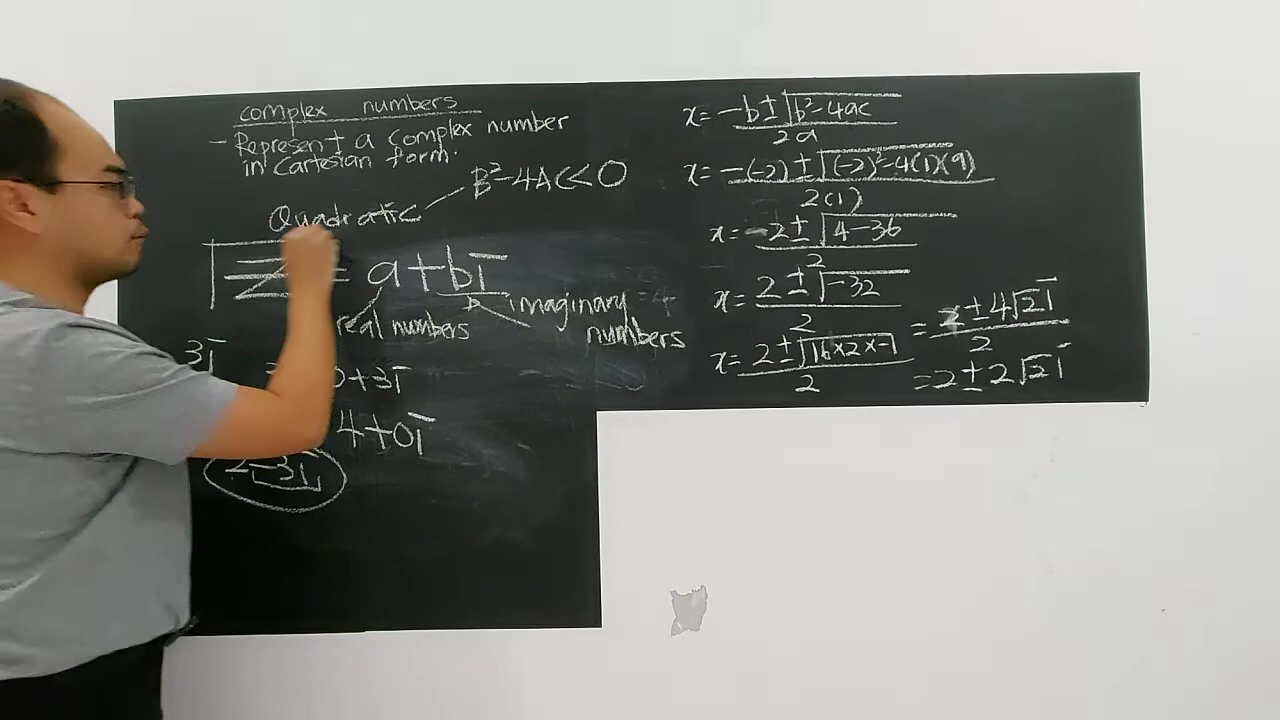 complex numbers
- Represent a complex number
in Cartesian form.
B²-4AC<0
Quadratic
= a+bi
real numbers
imaginary
numbers
3i
0+3i
4+0i
2-3i
x= -b±√b²-4ac
2a
x= -(-2)±√(-2)²-4(1)(9)
2(1)
x= 2±√4-36
2
x= 2±√-32
2
x= 2±√16×2×-1
2
= 2±4√2i
2
=2±2√2i